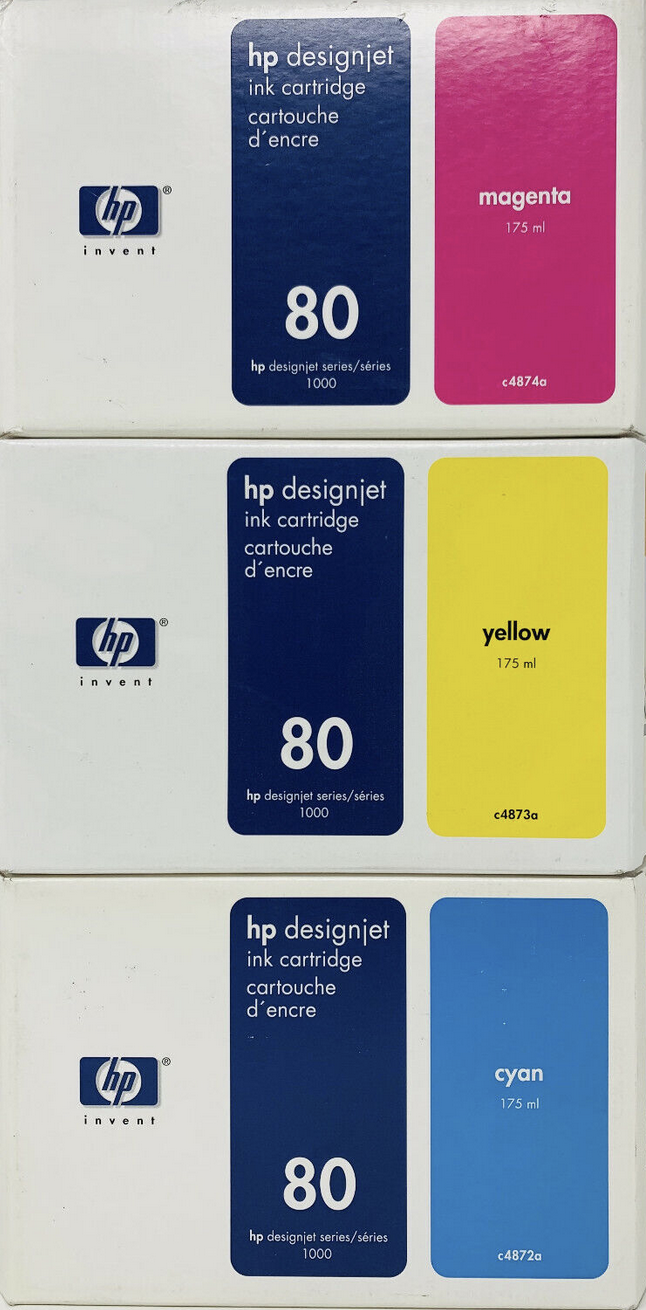 hp designjet
ink cartridge
cartouche
d´encre
hp®
invent
80
hp designjet series/séries
1000
magenta
175 ml
c4874a
hp designjet
ink cartridge
cartouche
d´encre
hp®
invent
80
hp designjet series/séries
1000
yellow
175 ml
c4873a
hp designjet
ink cartridge
cartouche
d´encre
hp®
invent
80
hp designjet series/séries
1000
cyan
175 ml
c4872a